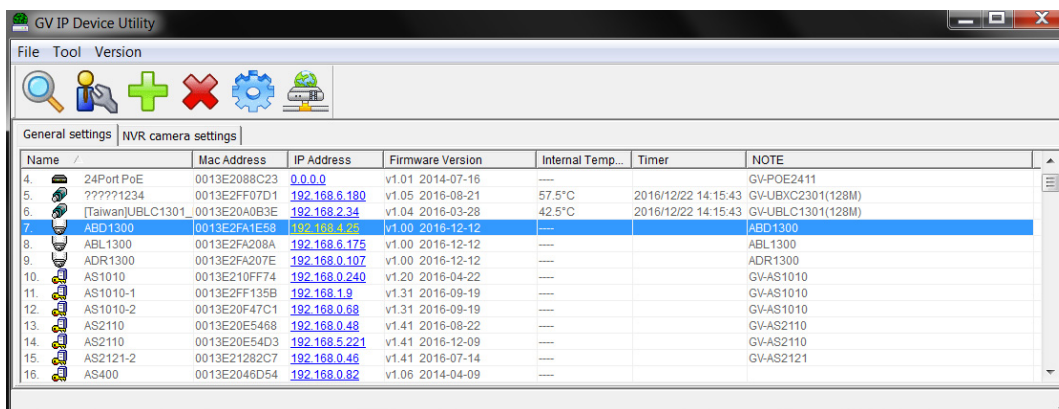 GV IP Device Utility
File Tool Version
General settings NVR camera settings
Name Mac Address IP Address Firmware Version Internal Temp... Timer NOTE
4. 24Port PoE 0013E2088C23 0.0.0.0 v1.01 2014-07-16 GV-POE2411
5. ?????1234 0013E2FF07D1 192.168.6.180 v1.05 2016-08-21 57.5°C 2016/12/22 14:15:43 GV-UBXC2301(128M)
6. [Taiwan]UBLC1301_ 0013E20A0B3E 192.168.2.34 v1.04 2016-03-28 42.5°C 2016/12/22 14:15:43 GV-UBLC1301(128M)
7. ABD1300 0013E2FA1E58 192.168.4.25 v1.00 2016-12-12 ---- ABD1300
8. ABL1300 0013E2FA208A 192.168.6.175 v1.00 2016-12-12 ---- ABL1300
9. ADR1300 0013E2FA207E 192.168.0.107 v1.00 2016-12-12 ---- ADR1300
10. AS1010 0013E210FF74 192.168.0.240 v1.20 2016-04-22 ---- GV-AS1010
11. AS1010-1 0013E2FF135B 192.168.1.9 v1.31 2016-09-19 ---- GV-AS1010
12. AS1010-2 0013E20F47C1 192.168.0.68 v1.31 2016-09-19 ---- GV-AS1010
13. AS2110 0013E20E5468 192.168.0.48 v1.41 2016-08-22 ---- GV-AS2110
14. AS2110 0013E20E54D3 192.168.5.221 v1.41 2016-12-09 ---- GV-AS2110
15. AS2121-2 0013E21282C7 192.168.0.46 v1.41 2016-07-14 ---- GV-AS2121
16. AS400 0013E2046D54 192.168.0.82 v1.06 2014-04-09 ----